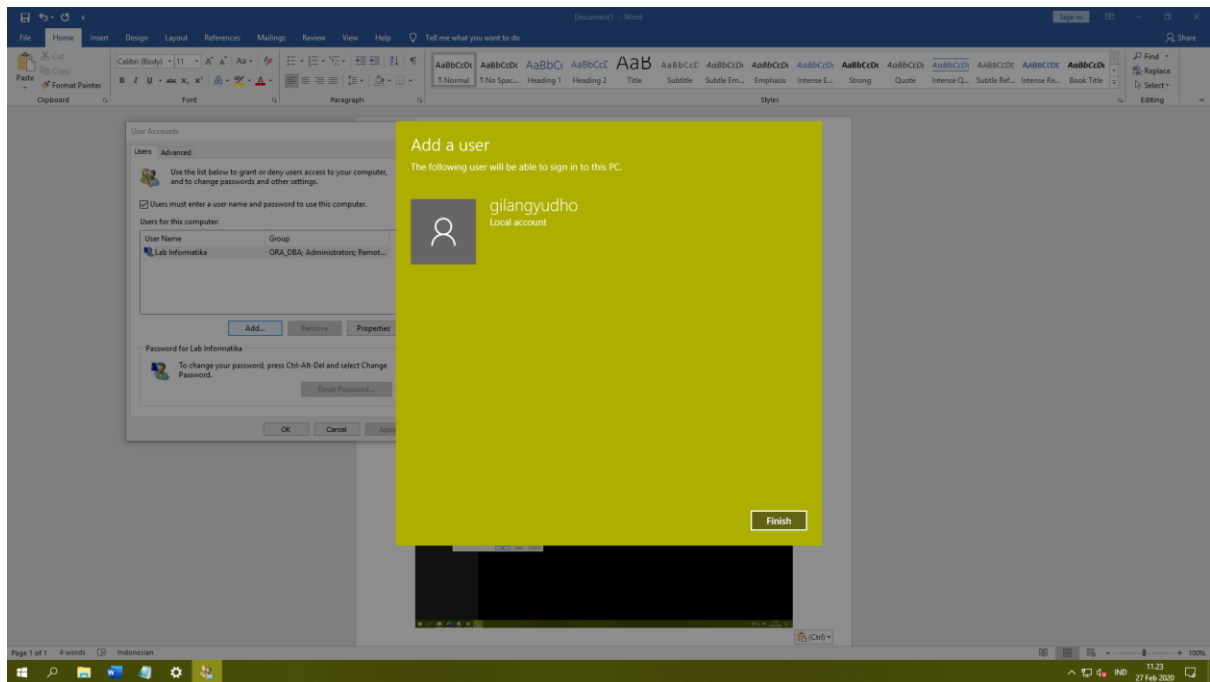 Document1 - Word
Sign in
File Home Insert Design Layout References Mailings Review View Help Tell me what you want to do
Share
Paste
Cut
Copy
Format Painter
Clipboard
Calibri (Body) 11
Font
Paragraph
AaBbCcDc AaBbCcDc AaBbCc AaBbCcE AaB AaBbCcC AaBbCcDc AaBbCcDc AaBbCcDc AaBbCcDc AaBbCcDc AaBbCcDc AaBbCcDc AaBbCcDc AaBbCcDc
¶ Normal ¶ No Spac... Heading 1 Heading 2 Title Subtitle Subtle Em... Emphasis Intense E... Strong Quote Intense Q... Subtle Ref... Intense Re... Book Title
Styles
Find
Replace
Select
Editing
User Accounts
Users Advanced
Use the list below to grant or deny users access to your computer,
and to change passwords and other settings.
Users must enter a user name and password to use this computer.
Users for this computer:
User Name Group
Lab Informatika ORA_DBA; Administrators; Remot...
Add... Remove Properties
Password for Lab Informatika
To change your password, press Ctrl-Alt-Del and select Change
Password.
Reset Password...
OK Cancel Apply
Add a user
The following user will be able to sign in to this PC.
gilangyudho
Local account
Finish
(Ctrl)
Page 1 of 1 4 words Indonesian
100%
IND
11.23
27 Feb 2020